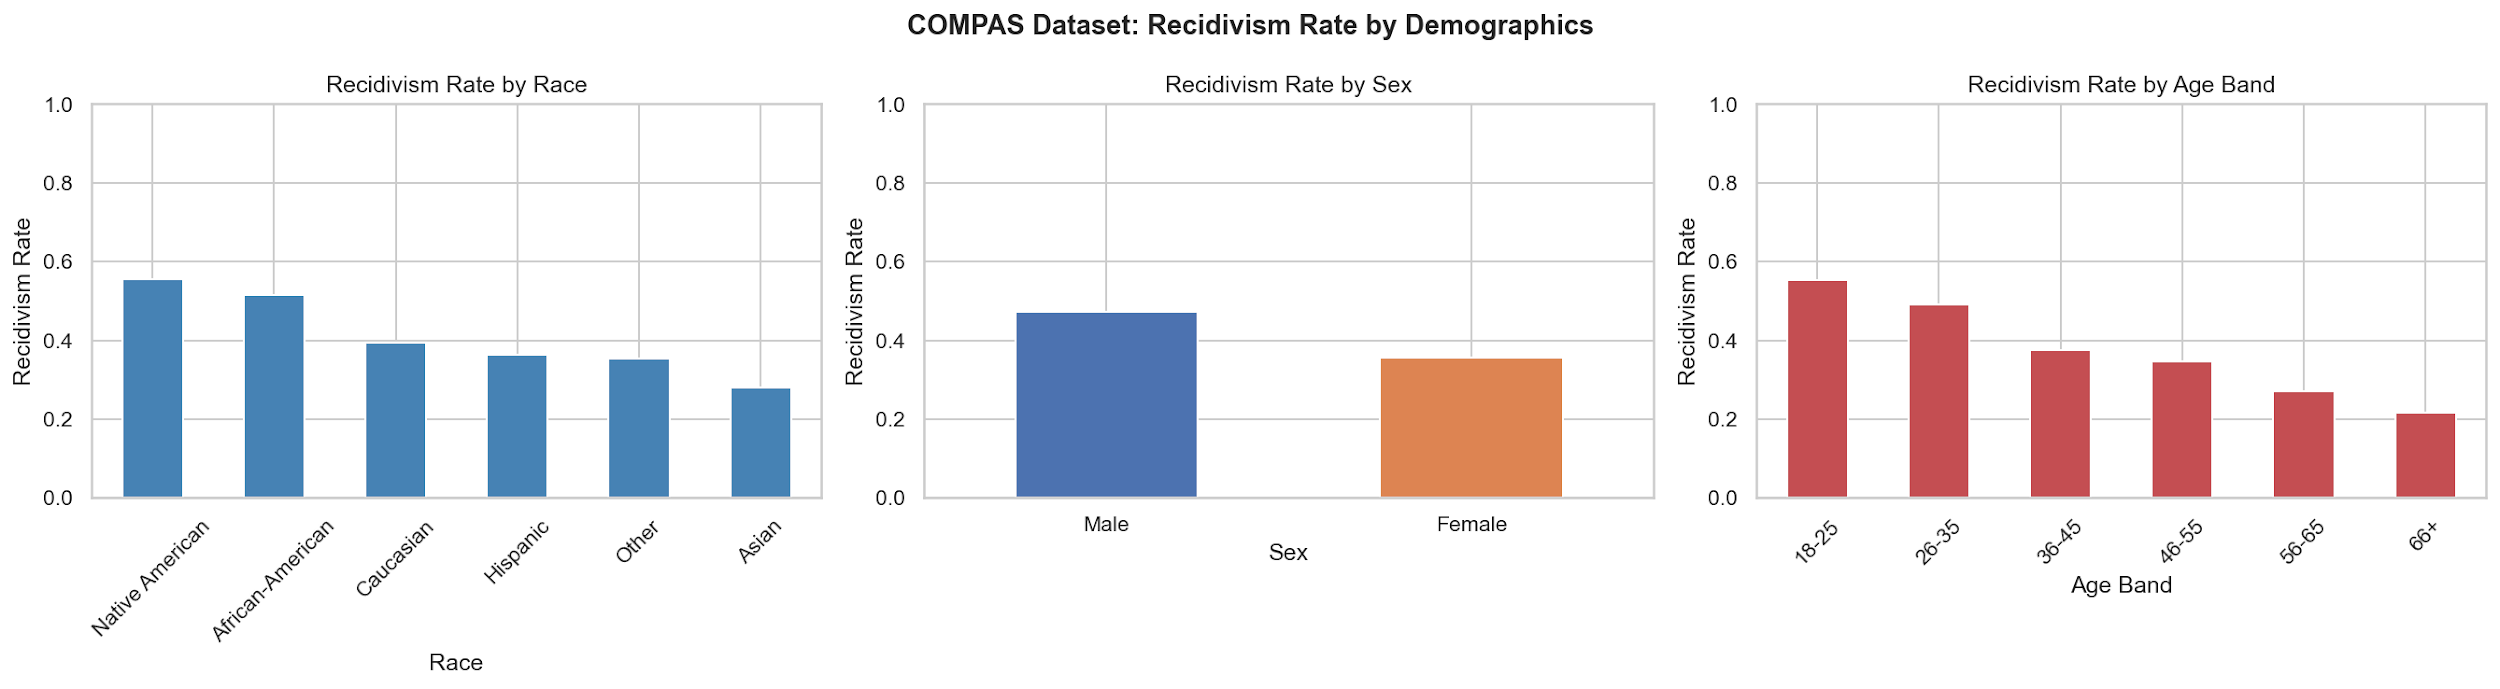 COMPAS Dataset: Recidivism Rate by Demographics
Recidivism Rate by Race
1.0
0.8
0.6
0.4
0.2
0.0
Recidivism Rate
Native American
African-American
Caucasian
Hispanic
Other
Asian
Race
Recidivism Rate by Sex
1.0
0.8
0.6
0.4
0.2
0.0
Recidivism Rate
Male
Female
Sex
Recidivism Rate by Age Band
1.0
0.8
0.6
0.4
0.2
0.0
Recidivism Rate
18-25
26-35
36-45
46-55
56-65
66+
Age Band